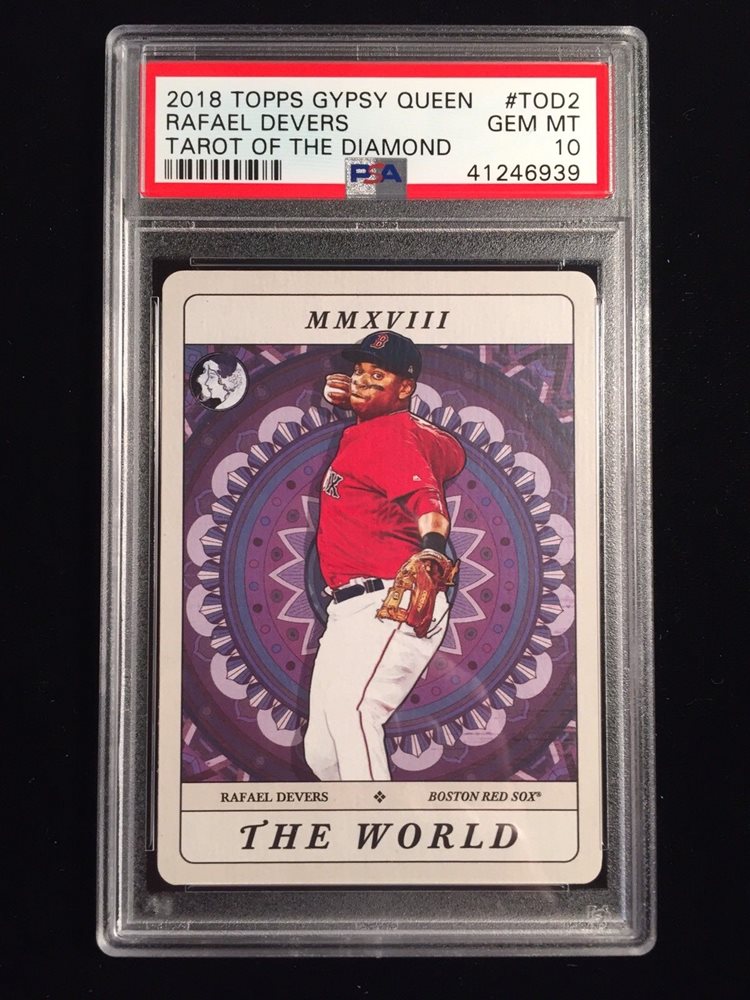 2018 TOPPS GYPSY QUEEN #TOD2
RAFAEL DEVERS GEM MT
TAROT OF THE DIAMOND 10
PSA 41246939
MMXVIII
B
K
RAFAEL DEVERS ❖ BOSTON RED SOX®
THE WORLD